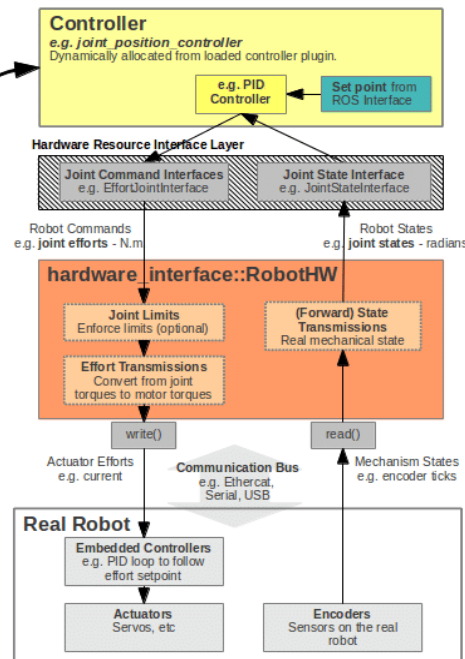 Controller
e.g. joint_position_controller
Dynamically allocated from loaded controller plugin.
e.g. PID
Controller
Set point from
ROS Interface
Hardware Resource Interface Layer
Joint Command Interfaces
e.g. EffortJointInterface
Joint State Interface
e.g. JointStateInterface
Robot Commands
e.g. joint efforts - N.m
Robot States
e.g. joint states - radians
hardware_interface::RobotHW
Joint Limits
Enforce limits (optional)
(Forward) State
Transmissions
Real mechanical state
Effort Transmissions
Convert from joint
torques to motor torques
write()
read()
Actuator Efforts
e.g. current
Communication Bus
e.g. Ethercat,
Serial, USB
Mechanism States
e.g. encoder ticks
Real Robot
Embedded Controllers
e.g. PID loop to follow
effort setpoint
Actuators
Servos, etc
Encoders
Sensors on the real
robot